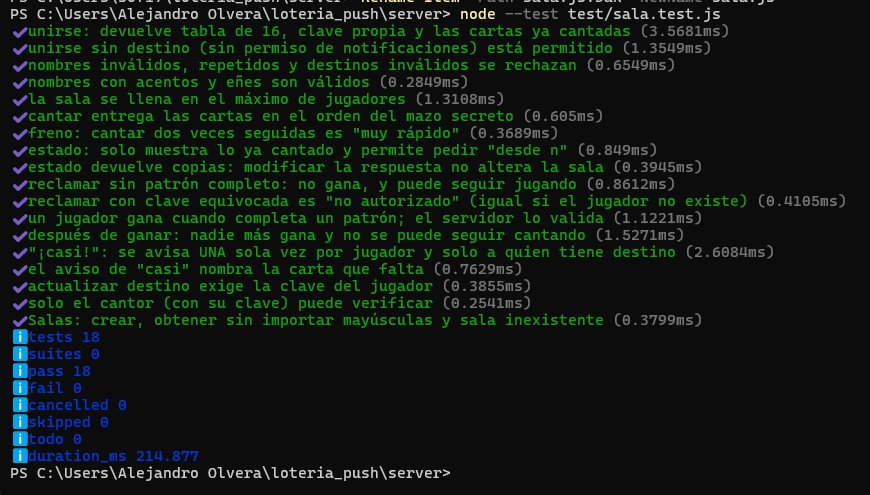 PS C:\Users\Alejandro Olvera\loteria_push\server> node --test test/sala.test.js
✔unirse: devuelve tabla de 16, clave propia y las cartas ya cantadas (3.5681ms)
✔unirse sin destino (sin permiso de notificaciones) está permitido (1.3549ms)
✔nombres inválidos, repetidos y destinos inválidos se rechazan (0.6549ms)
✔nombres con acentos y eñes son válidos (0.2849ms)
✔la sala se llena en el máximo de jugadores (1.3108ms)
✔cantar entrega las cartas en el orden del mazo secreto (0.605ms)
✔freno: cantar dos veces seguidas es "muy rápido" (0.3689ms)
✔estado: solo muestra lo ya cantado y permite pedir "desde n" (0.849ms)
✔estado devuelve copias: modificar la respuesta no altera la sala (0.3945ms)
✔reclamar sin patrón completo: no gana, y puede seguir jugando (0.8612ms)
✔reclamar con clave equivocada es "no autorizado" (igual si el jugador no existe) (0.4105ms)
✔un jugador gana cuando completa un patrón; el servidor lo valida (1.1221ms)
✔después de ganar: nadie más gana y no se puede seguir cantando (1.5271ms)
✔"¡casi!": se avisa UNA sola vez por jugador y solo a quien tiene destino (2.6084ms)
✔el aviso de "casi" nombra la carta que falta (0.7629ms)
✔actualizar destino exige la clave del jugador (0.3855ms)
✔solo el cantor (con su clave) puede verificar (0.2541ms)
✔Salas: crear, obtener sin importar mayúsculas y sala inexistente (0.3799ms)
ℹtests 18
ℹsuites 0
ℹpass 18
ℹfail 0
ℹcancelled 0
ℹskipped 0
ℹtodo 0
ℹduration_ms 214.877
PS C:\Users\Alejandro Olvera\loteria_push\server>